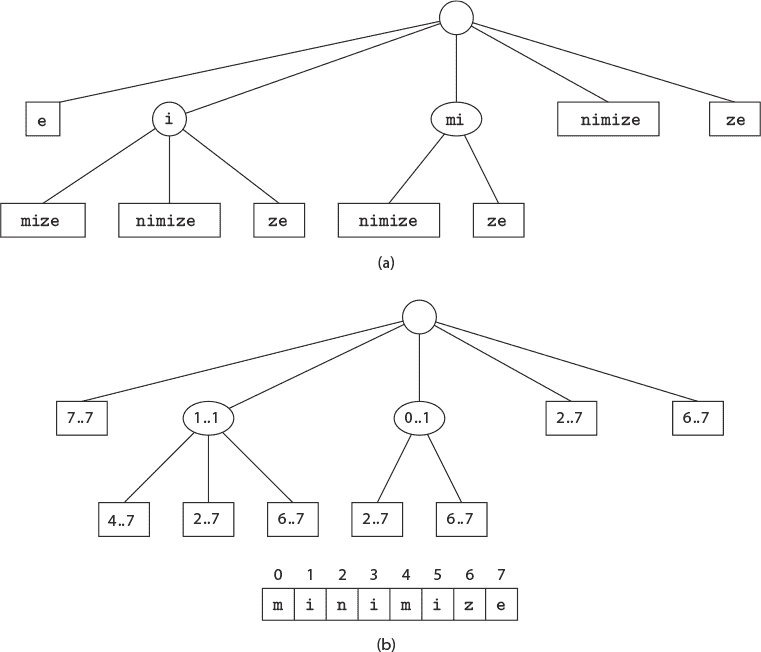 e i mi nimize ze
mize nimize ze nimize ze
(a)
7..7 1..1 0..1 2..7 6..7
4..7 2..7 6..7 2..7 6..7
0 1 2 3 4 5 6 7
m i n i m i z e
(b)